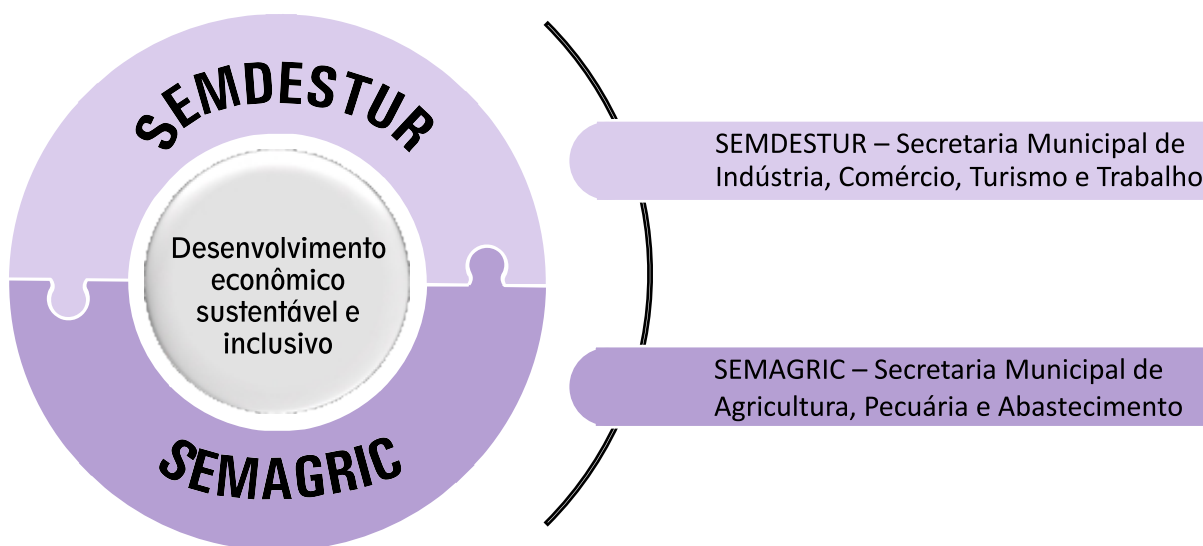 SEMDESTUR
Desenvolvimento
econômico
sustentável e
inclusivo
SEMAGRIC
SEMDESTUR – Secretaria Municipal de
Indústria, Comércio, Turismo e Trabalho
SEMAGRIC – Secretaria Municipal de
Agricultura, Pecuária e Abastecimento